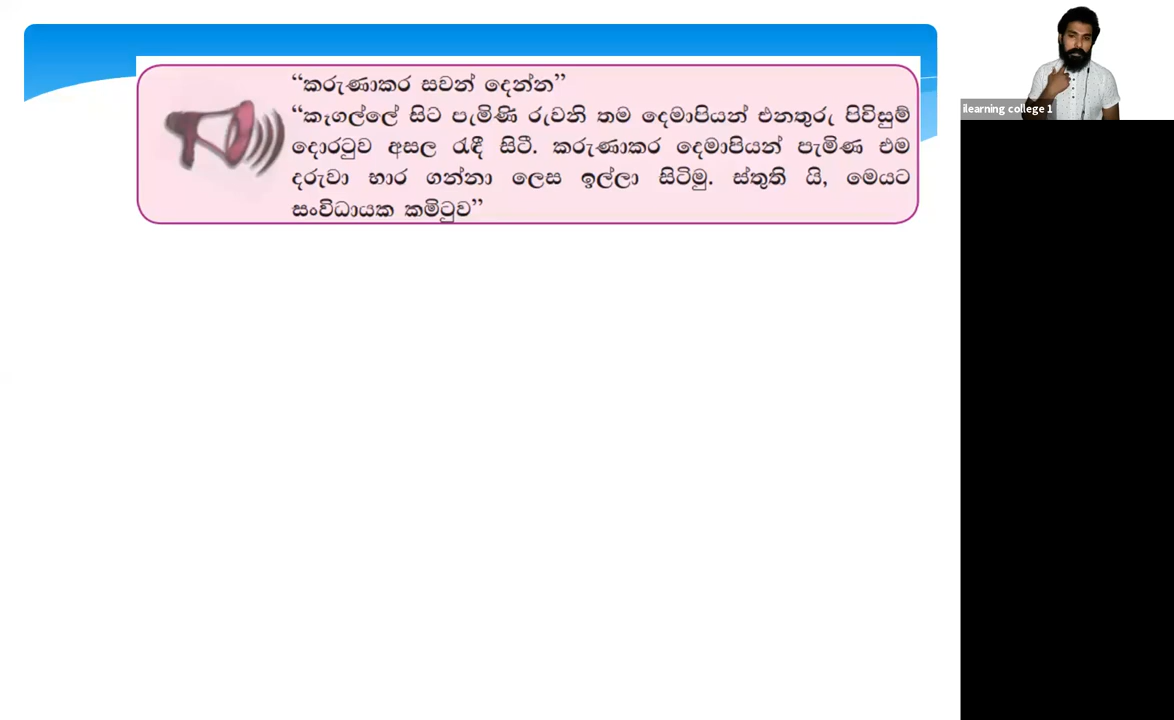 “කරුණාකර සවන් දෙන්න”
“කෑගල්ලේ සිට පැමිණි රුවනි තම දෙමාපියන් එනතුරු පිවිසුම්
දොරටුව අසල රැඳී සිටී. කරුණාකර දෙමාපියන් පැමිණ එම
දරුවා භාර ගන්නා ලෙස ඉල්ලා සිටිමු. ස්තුති යි, මෙයට
සංවිධායක කමිටුව”
ilearning college 1